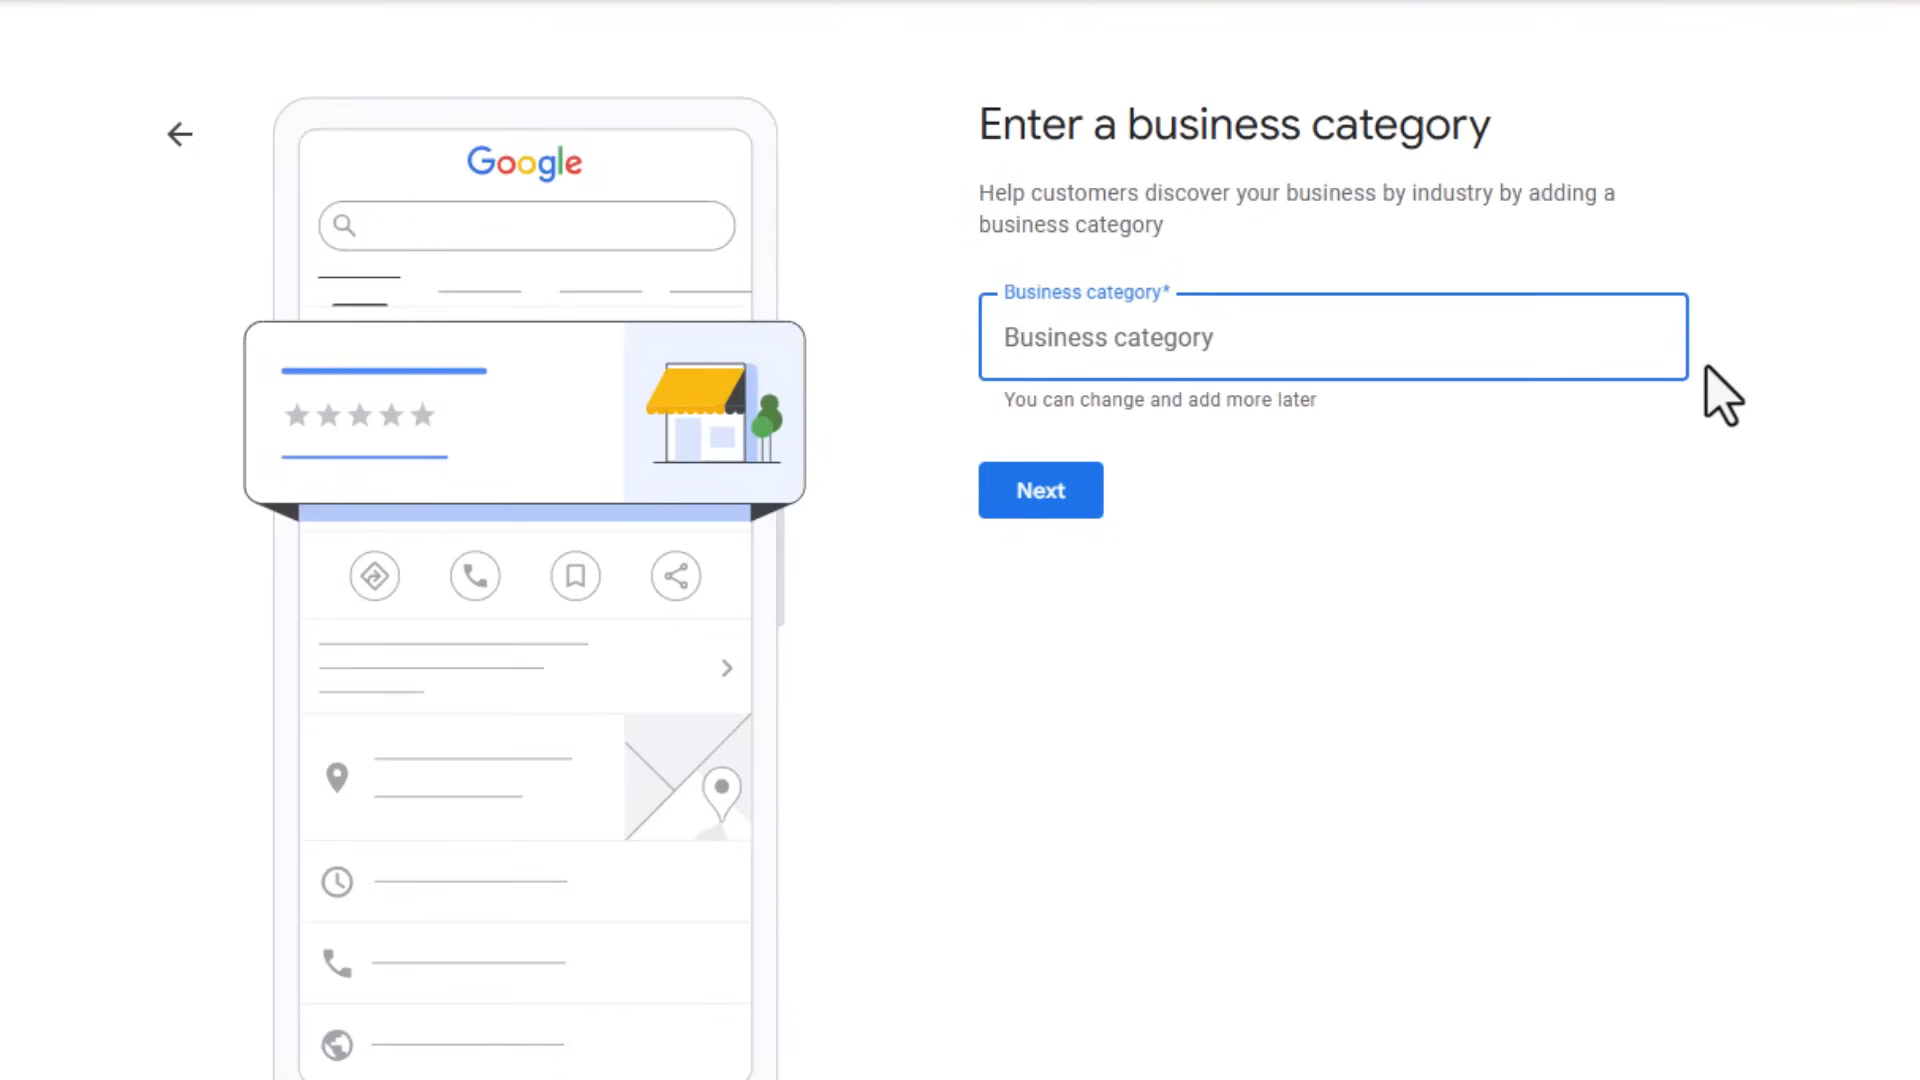 Google
Enter a business category
Help customers discover your business by industry by adding a
business category
Business category*
Business category
You can change and add more later
Next